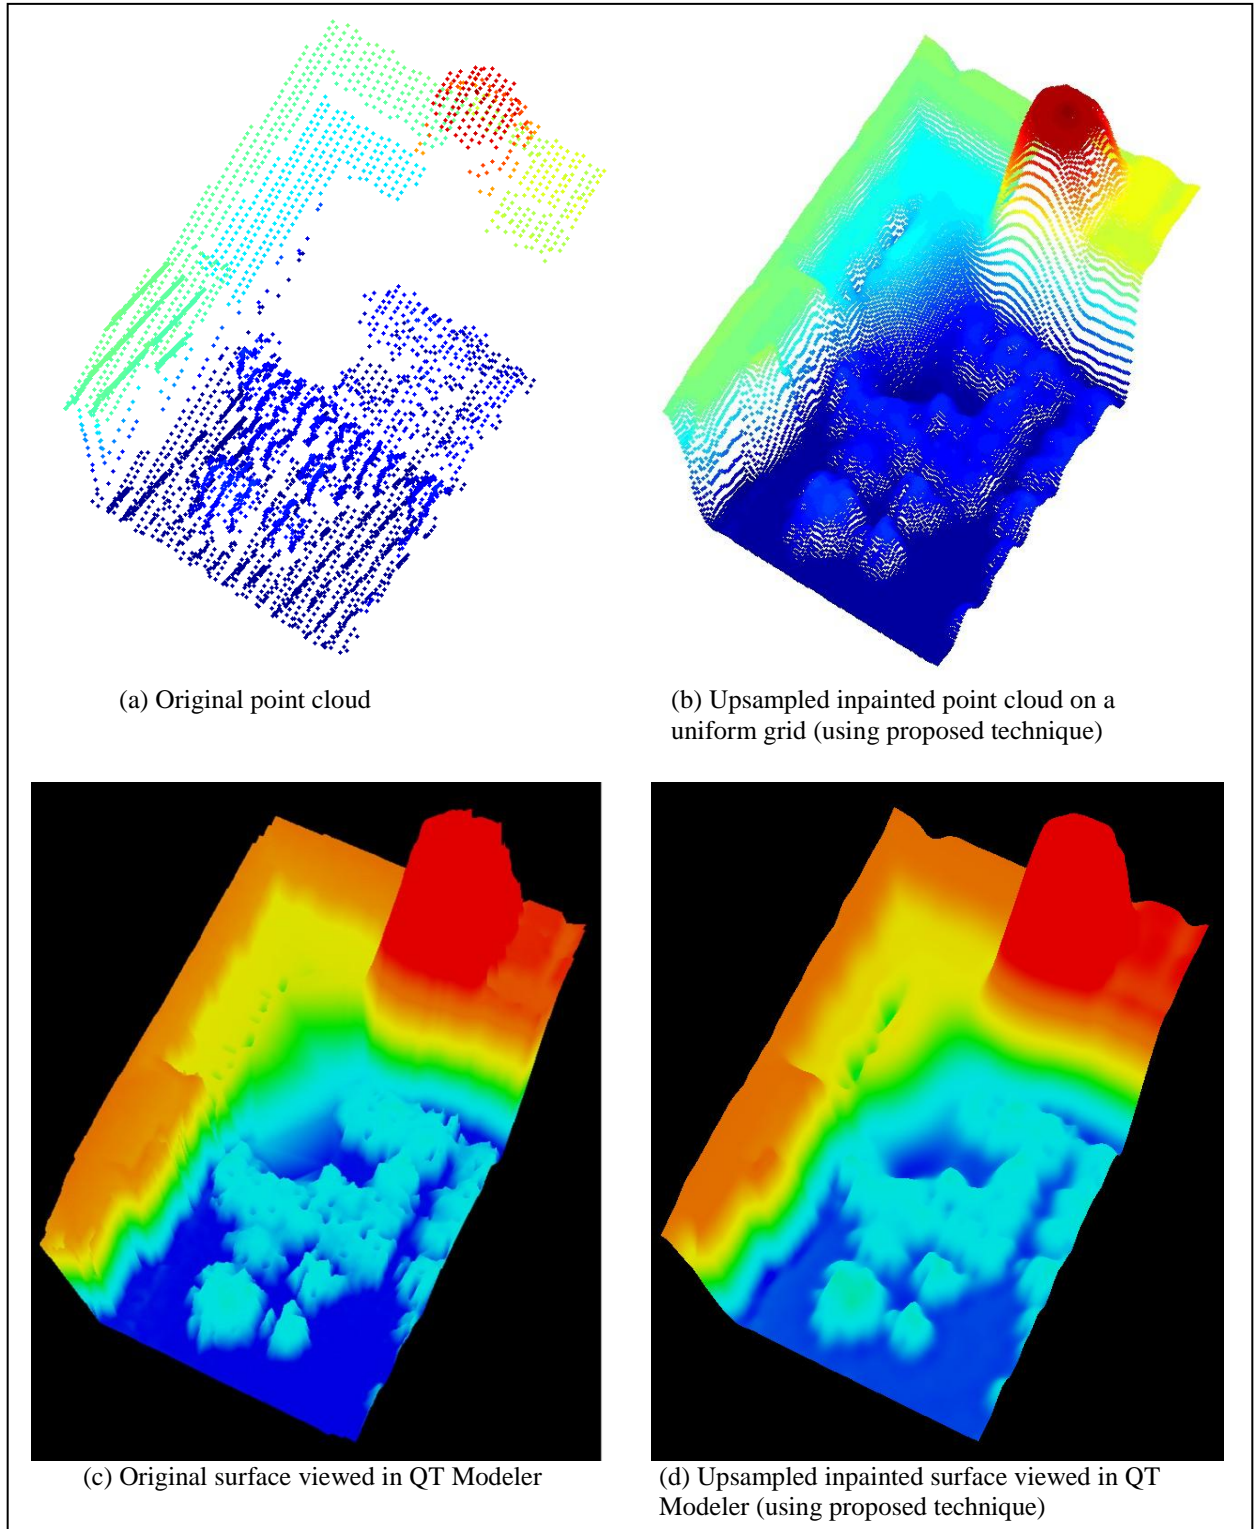 (a) Original point cloud
(b) Upsampled inpainted point cloud on a
uniform grid (using proposed technique)
(c) Original surface viewed in QT Modeler
(d) Upsampled inpainted surface viewed in QT
Modeler (using proposed technique)